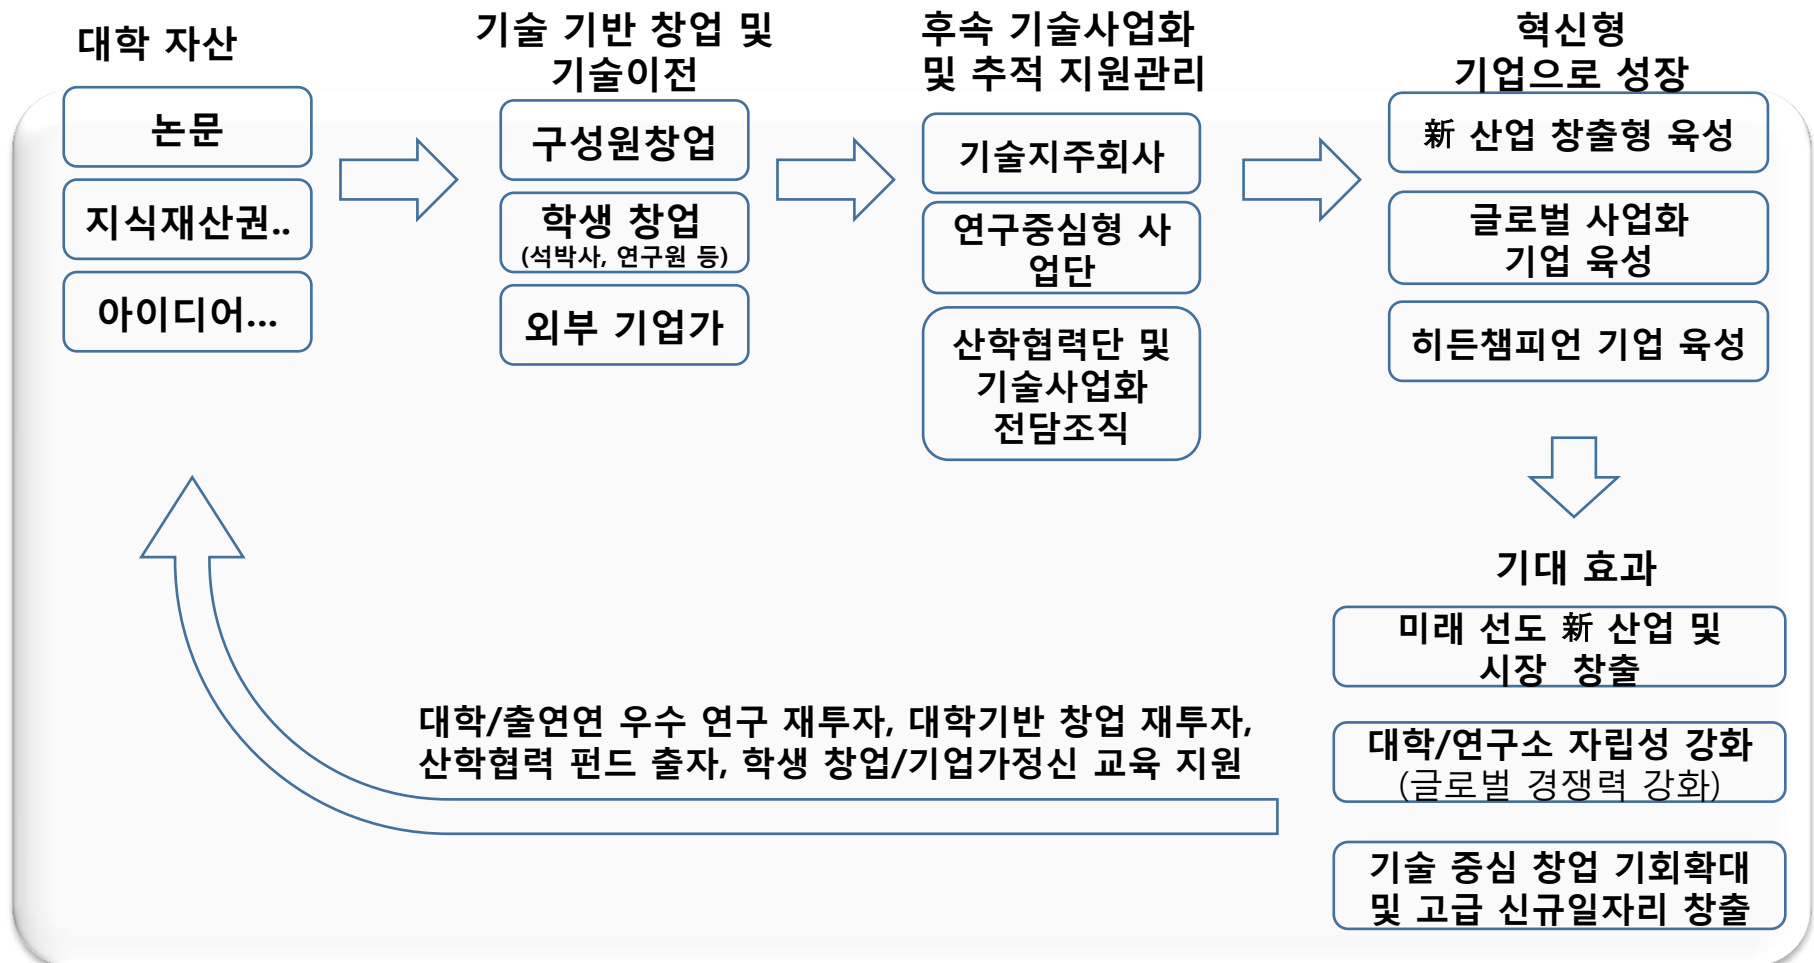 대학 자산
논문
지식재산권..
아이디어...
기술 기반 창업 및
기술이전
구성원창업
학생 창업
(석박사, 연구원 등)
외부 기업가
후속 기술사업화
및 추적 지원관리
기술지주회사
연구중심형 사
업단
산학협력단 및
기술사업화
전담조직
혁신형
기업으로 성장
新 산업 창출형 육성
글로벌 사업화
기업 육성
히든챔피언 기업 육성
기대 효과
미래 선도 新 산업 및
시장 창출
대학/연구소 자립성 강화
(글로벌 경쟁력 강화)
기술 중심 창업 기회확대
및 고급 신규일자리 창출
대학/출연연 우수 연구 재투자, 대학기반 창업 재투자,
산학협력 펀드 출자, 학생 창업/기업가정신 교육 지원